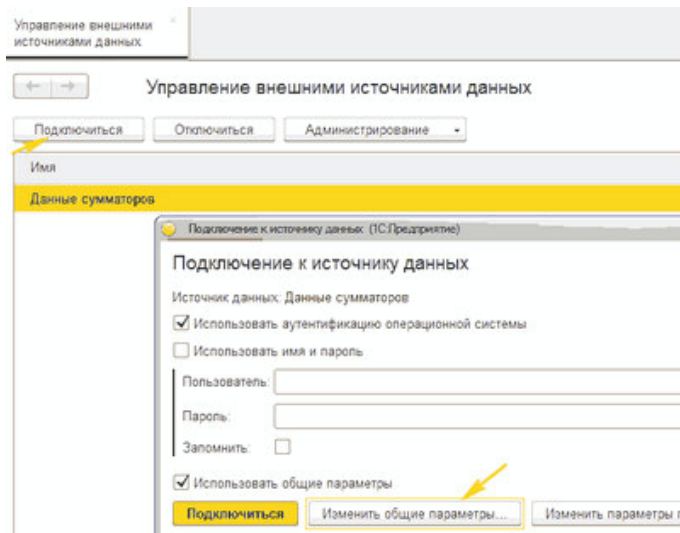 Управление внешними
источниками данных
Управление внешними источниками данных
Подключиться Отключиться Администрирование
Имя
Данные сумматоров
Подключение к источнику данных (1С:Предприятие)
Подключение к источнику данных
Источник данных: Данные сумматоров
Использовать аутентификацию операционной системы
Использовать имя и пароль
Пользователь:
Пароль:
Запомнить:
Использовать общие параметры
Подключиться Изменить общие параметры... Изменить параметры